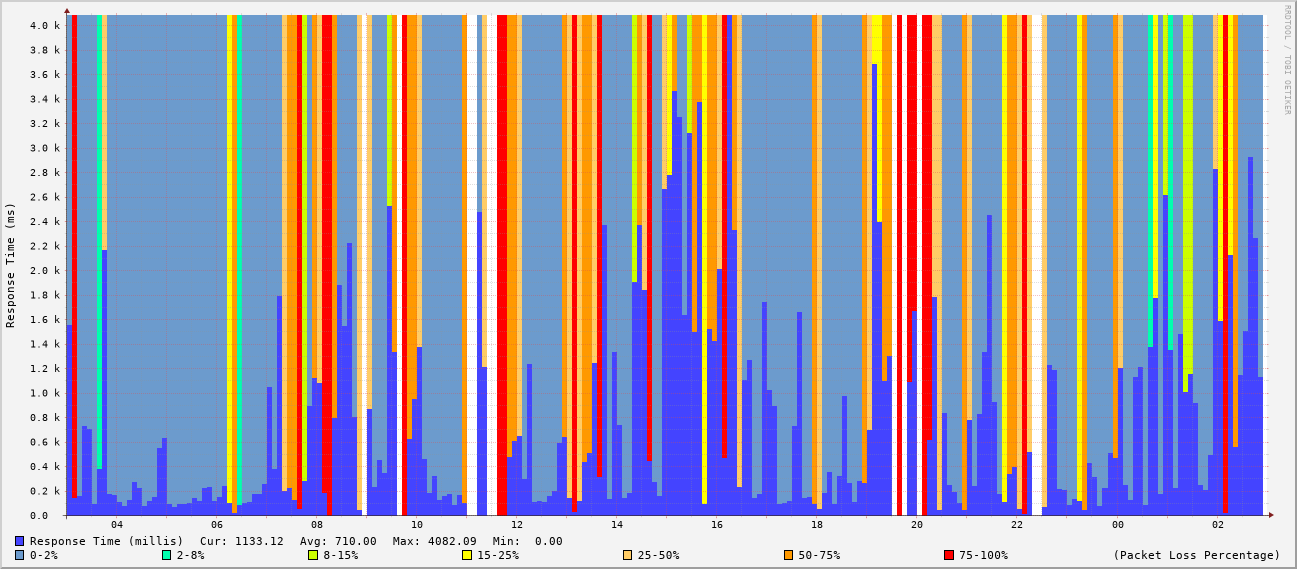 RRDTOOL / TOBI OETIKER
Response Time (ms)
4.0 k
3.8 k
3.6 k
3.4 k
3.2 k
3.0 k
2.8 k
2.6 k
2.4 k
2.2 k
2.0 k
1.8 k
1.6 k
1.4 k
1.2 k
1.0 k
0.8 k
0.6 k
0.4 k
0.2 k
0.0
04 06 08 10 12 14 16 18 20 22 00 02
Response Time (millis) Cur: 1133.12 Avg: 710.00 Max: 4082.09 Min: 0.00
0-2% 2-8% 8-15% 15-25% 25-50% 50-75% 75-100% (Packet Loss Percentage)